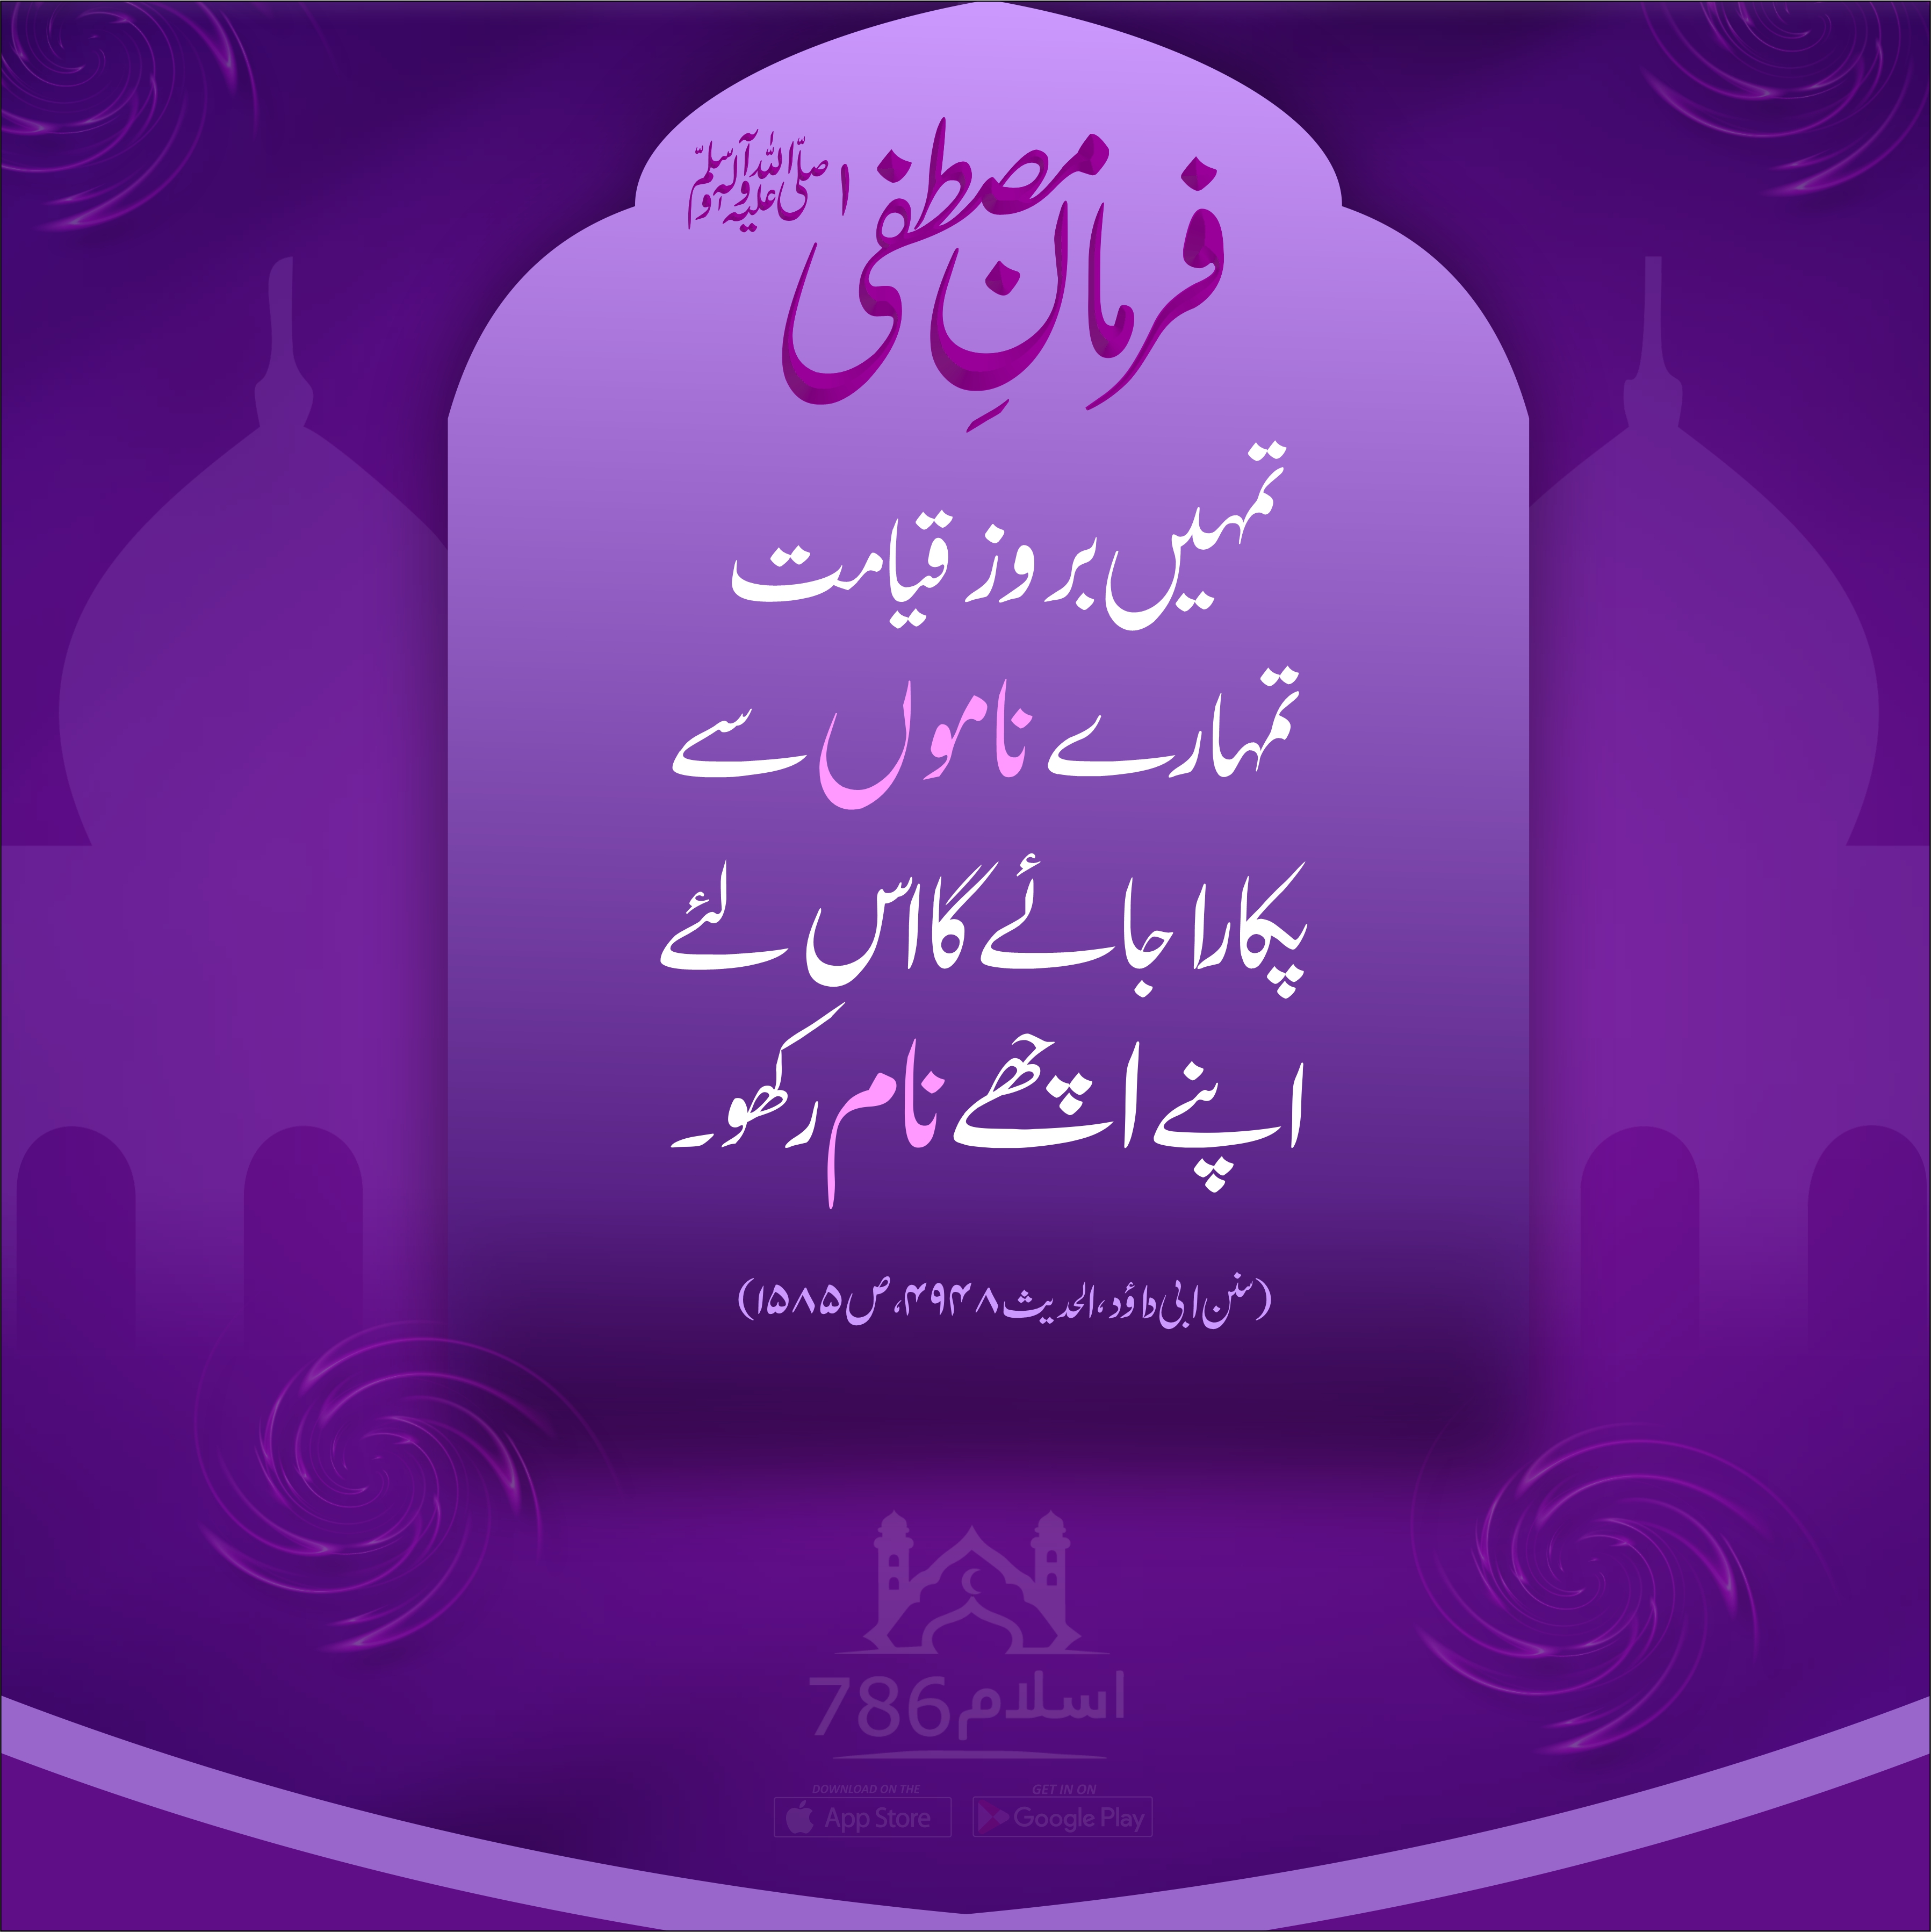 فرمانِ مصطفٰی صلی اللہ علیہ وآلہ وسلم
تمہیں بروز قیامت
تمہارے ناموں سے
پکارا جائے گا اس لئے
اپنے اچھے نام رکھو۔
(سنن ابی داؤد، الحدیث ۴۹۴۸، ص ۱۵۸۵)
اسلام 786
DOWNLOAD ON THE
App Store
GET IN ON
Google Play